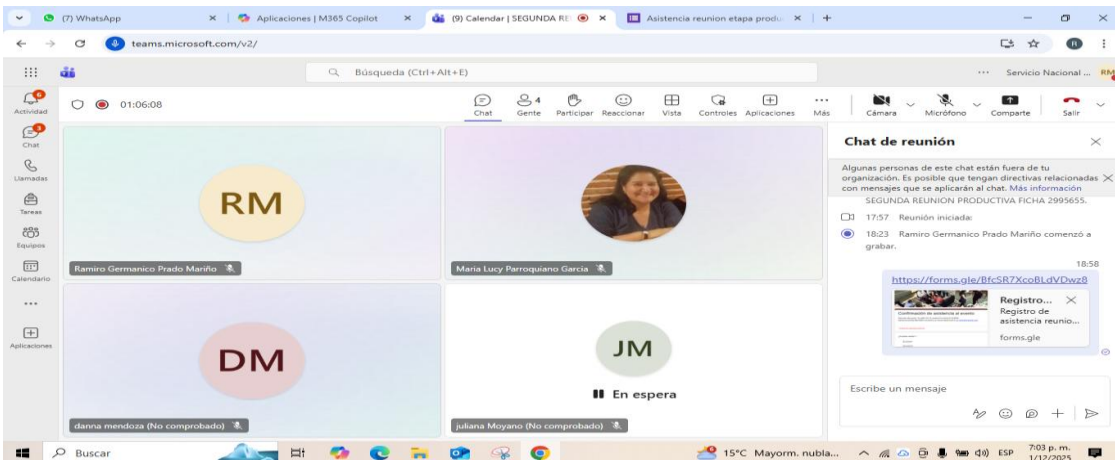 (7) WhatsApp
Aplicaciones | M365 Copilot
(9) Calendar | SEGUNDA RE
Asistencia reunion etapa produ
teams.microsoft.com/v2/
R
Búsqueda (Ctrl+Alt+E)
Servicio Nacional ...
RM
6
Actividad
3
Chat
Llamadas
Tareas
Equipos
Calendario
Aplicaciones
01:06:08
Chat
4
Gente
Participar
Reaccionar
Vista
Controles
Aplicaciones
Más
Cámara
Micrófono
Comparte
Salir
RM
Ramiro Germanico Prado Mariño
Maria Lucy Parroquiano Garcia
DM
danna mendoza (No comprobado)
JM
En espera
juliana Moyano (No comprobado)
Chat de reunión
Algunas personas de este chat están fuera de tu
organización. Es posible que tengan directivas relacionadas
con mensajes que se aplicarán al chat. Más información
SEGUNDA REUNION PRODUCTIVA FICHA 2995655.
17:57 Reunión iniciada:
18:23 Ramiro Germanico Prado Mariño comenzó a
grabar.
18:58
https://forms.gle/BfcSR7XcoBLdVDwz8
Registro...
Registro de
asistencia reunio...
forms.gle
Escribe un mensaje
Buscar
15°C Mayorm. nubla...
ESP
7:03 p. m.
1/12/2025